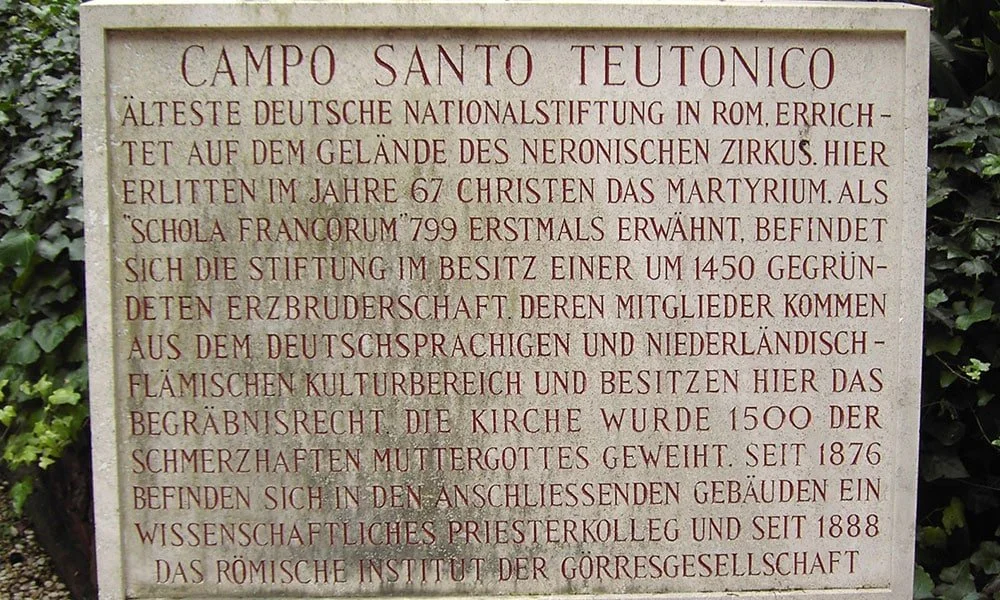 CAMPO SANTO TEUTONICO
ÄLTESTE DEUTSCHE NATIONALSTIFTUNG IN ROM, ERRICH-
TET AUF DEM GELÄNDE DES NERONISCHEN ZIRKUS. HIER
ERLITTEN IM JAHRE 67 CHRISTEN DAS MARTYRIUM. ALS
"SCHOLA FRANCORUM" 799 ERSTMALS ERWÄHNT, BEFINDET
SICH DIE STIFTUNG IM BESITZ EINER UM 1450 GEGRÜN-
DETEN ERZBRUDERSCHAFT. DEREN MITGLIEDER KOMMEN
AUS DEM DEUTSCHSPRACHIGEN UND NIEDERLÄNDISCH-
FLÄMISCHEN KULTURBEREICH UND BESITZEN HIER DAS
BEGRÄBNISRECHT. DIE KIRCHE WURDE 1500 DER
SCHMERZHAFTEN MUTTERGOTTES GEWEIHT. SEIT 1876
BEFINDEN SICH IN DEN ANSCHLIESSENDEN GEBÄUDEN EIN
WISSENSCHAFTLICHES PRIESTERKOLLEG UND SEIT 1888
DAS RÖMISCHE INSTITUT DER GÖRRESGESELLSCHAFT